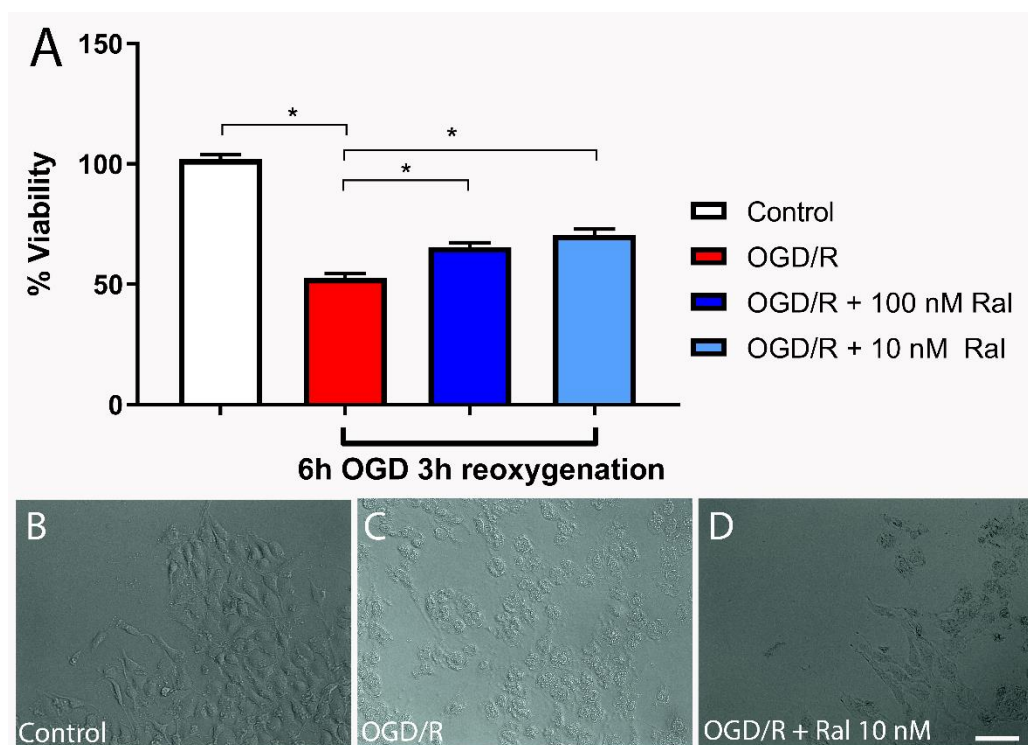 A
150
100
50
0
% Viability
*
*
*
Control
OGD/R
OGD/R + 100 nM Ral
OGD/R + 10 nM  Ral
6h OGD 3h reoxygenation
B
Control
C
OGD/R
D
OGD/R + Ral 10 nM